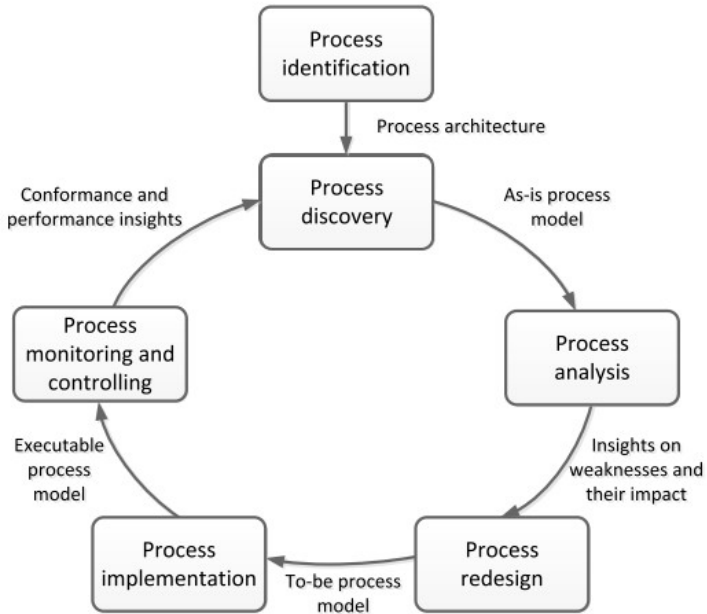 Process
identification
Process architecture
Process
discovery
As-is process
model
Process
analysis
Insights on
weaknesses and
their impact
Process
redesign
To-be process
model
Process
implementation
Executable
process
model
Process
monitoring and
controlling
Conformance and
performance insights